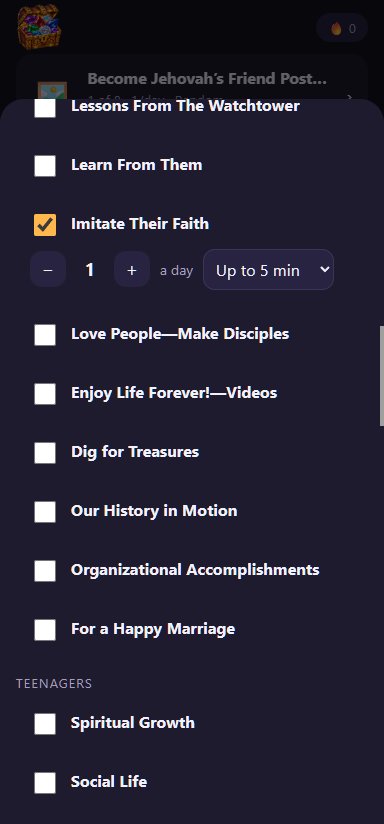 0
Become Jehovah’s Friend Post…
Lessons From The Watchtower
Learn From Them
Imitate Their Faith
− 1 + a day Up to 5 min
Love People—Make Disciples
Enjoy Life Forever!—Videos
Dig for Treasures
Our History in Motion
Organizational Accomplishments
For a Happy Marriage
TEENAGERS
Spiritual Growth
Social Life